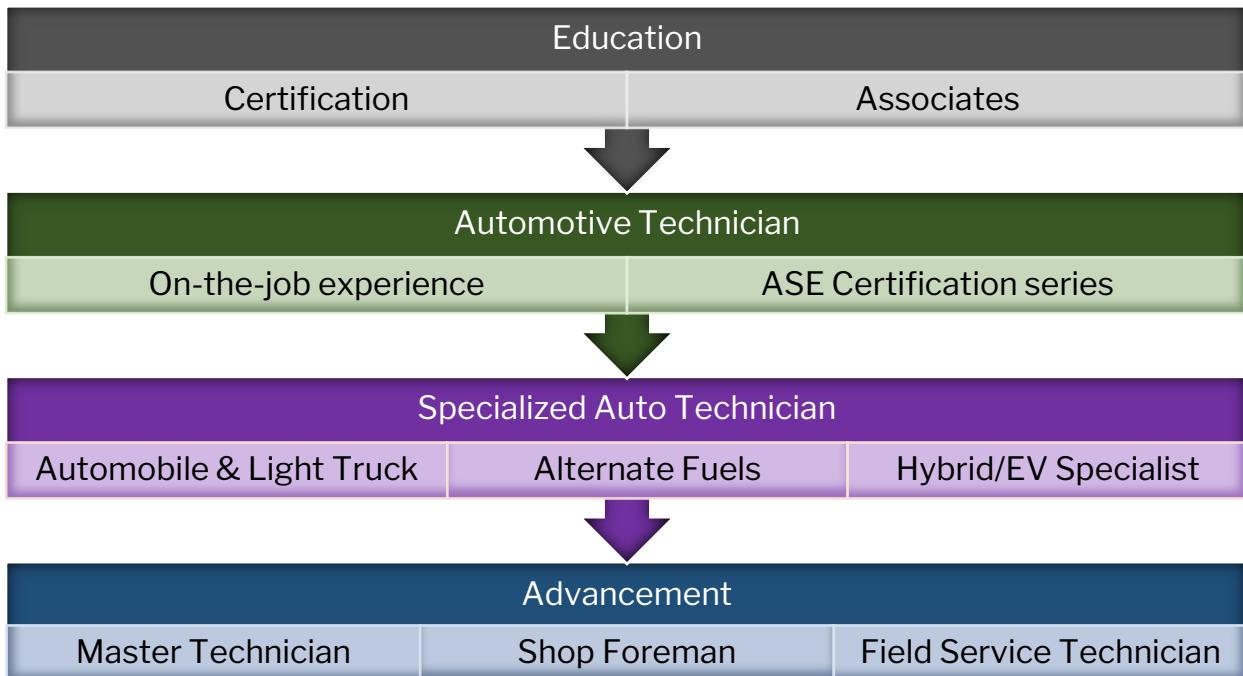 Education
Certification Associates
Automotive Technician
On-the-job experience ASE Certification series
Specialized Auto Technician
Automobile & Light Truck Alternate Fuels Hybrid/EV Specialist
Advancement
Master Technician Shop Foreman Field Service Technician